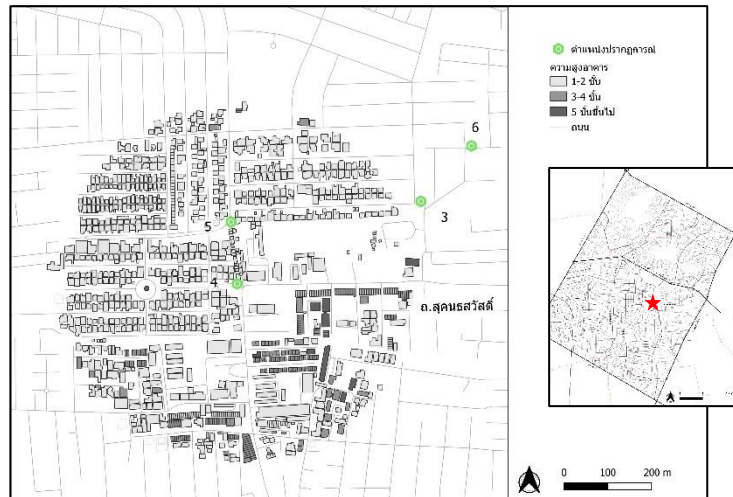 ตำแหน่งปรากฏการณ์
ความสูงอาคาร
1-2 ชั้น
3-4 ชั้น
5 ชั้นขึ้นไป
ถนน
6
3
5
4
ถ.สุคนธสวัสดิ์
0 100 200 m